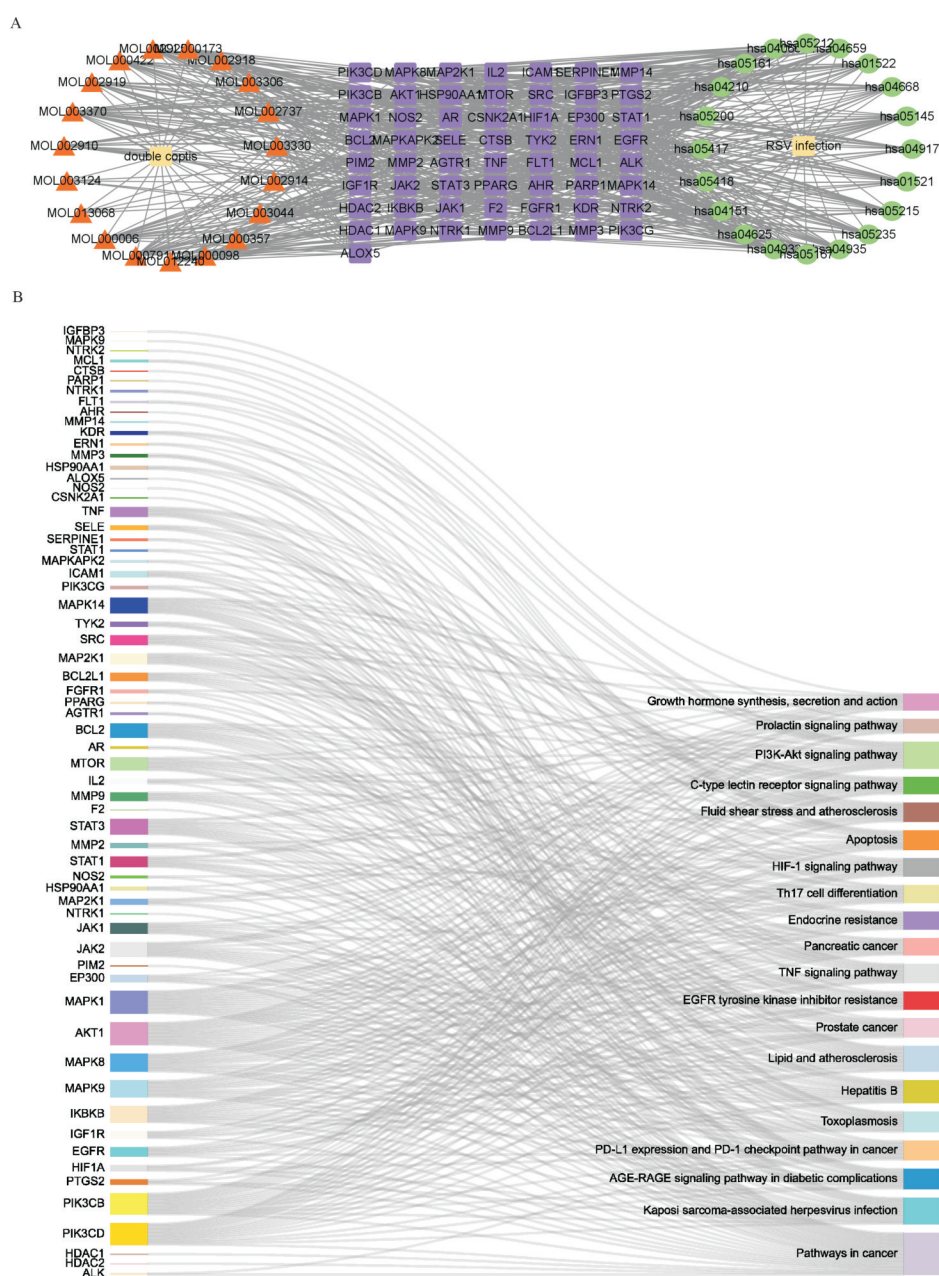 A
MOL000173
MOL000422
MOL002918
MOL002919
MOL003306
MOL003370
MOL002737
MOL002910
MOL003330
double coptis
MOL003124
MOL002914
MOL013068
MOL003044
MOL000006
MOL000357
MOL000791
MOL000098
MOL012240
PIK3CD MAPK8 MAP2K1 IL2 ICAM1 SERPINE1 MMP14
PIK3CB AKT1 HSP90AA1 MTOR SRC IGFBP3 PTGS2
MAPK1 NOS2 AR CSNK2A1 HIF1A EP300 STAT1
BCL2 MAPKAPK2 SELE CTSB TYK2 ERN1 EGFR
PIM2 MMP2 AGTR1 TNF FLT1 MCL1 ALK
IGF1R JAK2 STAT3 PPARG AHR PARP1 MAPK14
HDAC2 IKBKB JAK1 F2 FGFR1 KDR NTRK2
HDAC1 MAPK9 NTRK1 MMP9 BCL2L1 MMP3 PIK3CG
ALOX5
hsa05212
hsa04659
hsa05161
hsa01522
hsa04210
hsa04668
hsa05200
hsa05145
hsa05417
RSV infection
hsa04917
hsa05418
hsa01521
hsa04151
hsa05215
hsa04625
hsa05235
hsa05167
hsa04935
B
IGFBP3
MAPK9
NTRK2
MCL1
CTSB
PARP1
NTRK1
FLT1
AHR
MMP14
KDR
ERN1
MMP3
HSP90AA1
ALOX5
NOS2
CSNK2A1
TNF
SELE
SERPINE1
STAT1
MAPKAPK2
ICAM1
PIK3CG
MAPK14
TYK2
SRC
MAP2K1
BCL2L1
FGFR1
PPARG
AGTR1
BCL2
AR
MTOR
IL2
MMP9
F2
STAT3
MMP2
STAT1
NOS2
HSP90AA1
MAP2K1
NTRK1
JAK1
JAK2
PIM2
EP300
MAPK1
AKT1
MAPK8
MAPK9
IKBKB
IGF1R
EGFR
HIF1A
PTGS2
PIK3CB
PIK3CD
HDAC1
HDAC2
ALK
Growth hormone synthesis, secretion and action
Prolactin signaling pathway
PI3K-Akt signaling pathway
C-type lectin receptor signaling pathway
Fluid shear stress and atherosclerosis
Apoptosis
HIF-1 signaling pathway
Th17 cell differentiation
Endocrine resistance
Pancreatic cancer
TNF signaling pathway
EGFR tyrosine kinase inhibitor resistance
Prostate cancer
Lipid and atherosclerosis
Hepatitis B
Toxoplasmosis
PD-L1 expression and PD-1 checkpoint pathway in cancer
AGE-RAGE signaling pathway in diabetic complications
Kaposi sarcoma-associated herpesvirus infection
Pathways in cancer